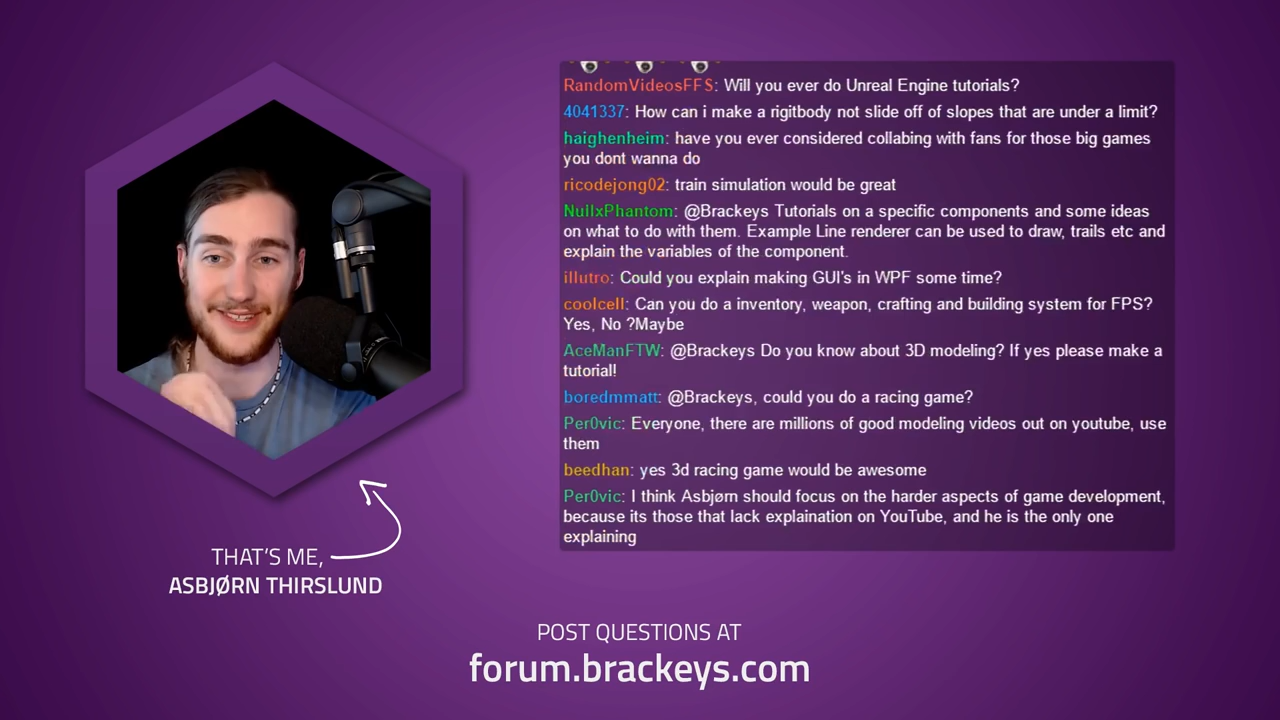 RandomVideosFFS: Will you ever do Unreal Engine tutorials?
4041337: How can i make a rigitbody not slide off of slopes that are under a limit?
haighenheim: have you ever considered collabing with fans for those big games
you dont wanna do
ricodejong02: train simulation would be great
NullxPhantom: @Brackeys Tutorials on a specific components and some ideas
on what to do with them. Example Line renderer can be used to draw, trails etc and
explain the variables of the component.
illutro: Could you explain making GUI's in WPF some time?
coolcell: Can you do a inventory, weapon, crafting and building system for FPS?
Yes, No ?Maybe
AceManFTW: @Brackeys Do you know about 3D modeling? If yes please make a
tutorial!
boredmmatt: @Brackeys, could you do a racing game?
Per0vic: Everyone, there are millions of good modeling videos out on youtube, use
them
beedhan: yes 3d racing game would be awesome
Per0vic: I think Asbjørn should focus on the harder aspects of game development,
because its those that lack explaination on YouTube, and he is the only one
explaining
THAT'S ME,
ASBJØRN THIRSLUND
POST QUESTIONS AT
forum.brackeys.com